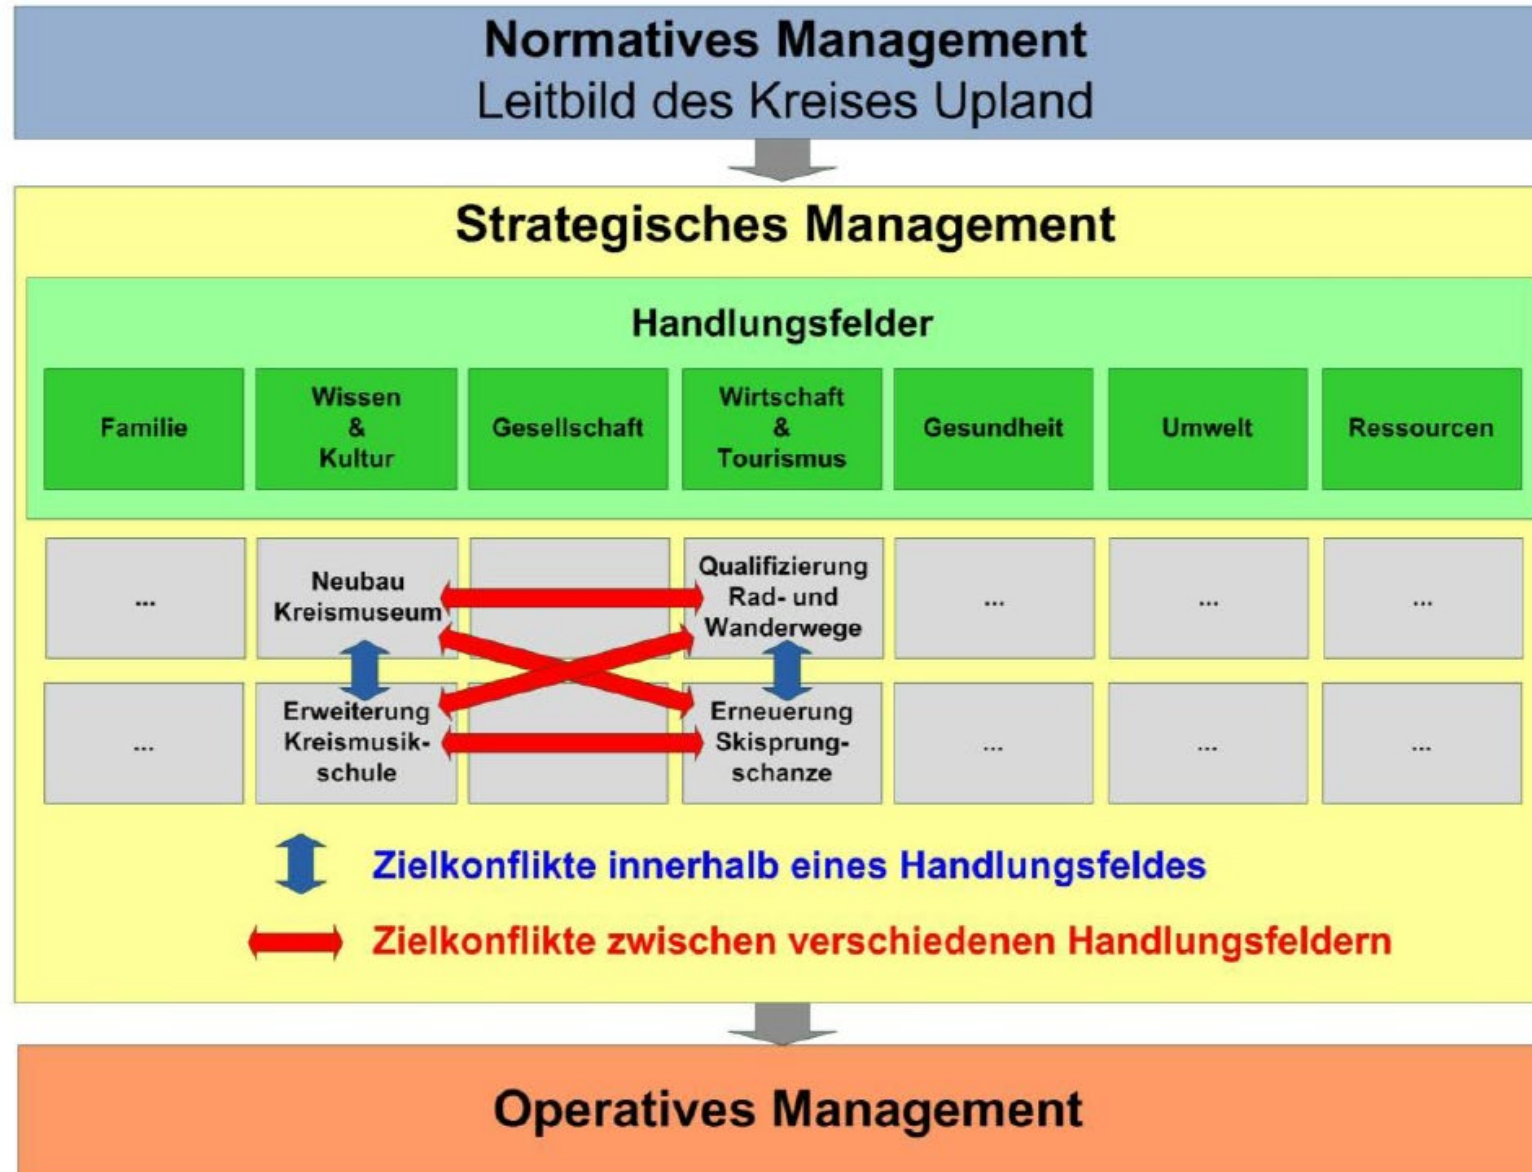 Normatives Management
Leitbild des Kreises Upland
Strategisches Management
Handlungsfelder
Familie
Wissen
&
Kultur
Gesellschaft
Wirtschaft
&
Tourismus
Gesundheit
Umwelt
Ressourcen
...
Neubau
Kreismuseum
Qualifizierung
Rad- und
Wanderwege
...
...
...
...
Erweiterung
Kreismusik-
schule
Erneuerung
Skisprung-
schanze
...
...
...
Zielkonflikte innerhalb eines Handlungsfeldes
Zielkonflikte zwischen verschiedenen Handlungsfeldern
Operatives Management